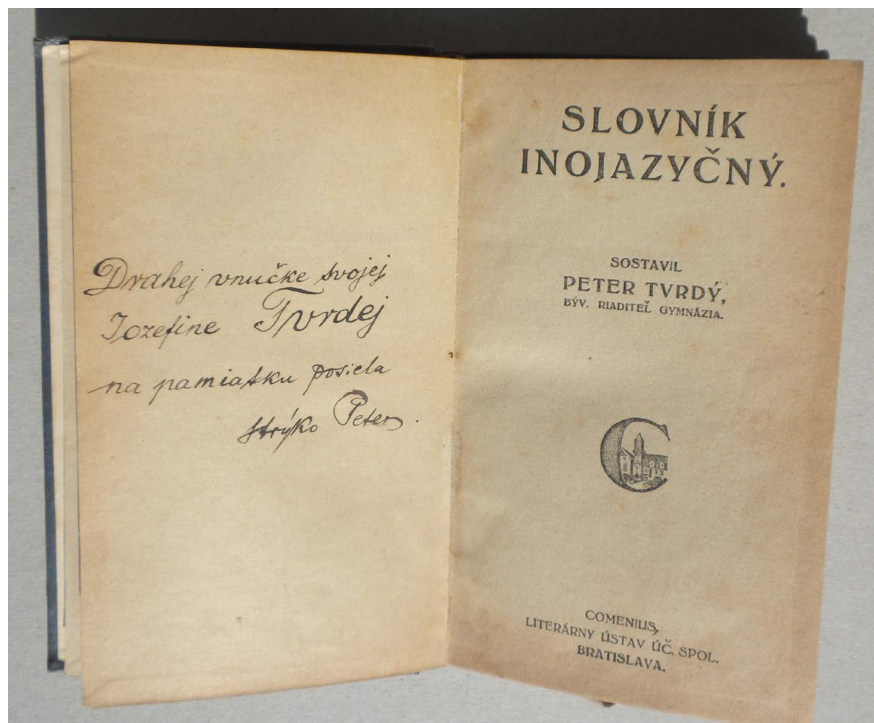 Drahej vnučke svojej
Jozefíne Tvrdej
na pamiatku posiela
strýko Peter.
SLOVNÍK
INOJAZYČNÝ.
SOSTAVIL
PETER TVRDÝ,
BÝV. RIADITEĽ GYMNÁZIA.
C
COMENIUS,
LITERÁRNY ÚSTAV ÚČ. SPOL.
BRATISLAVA.